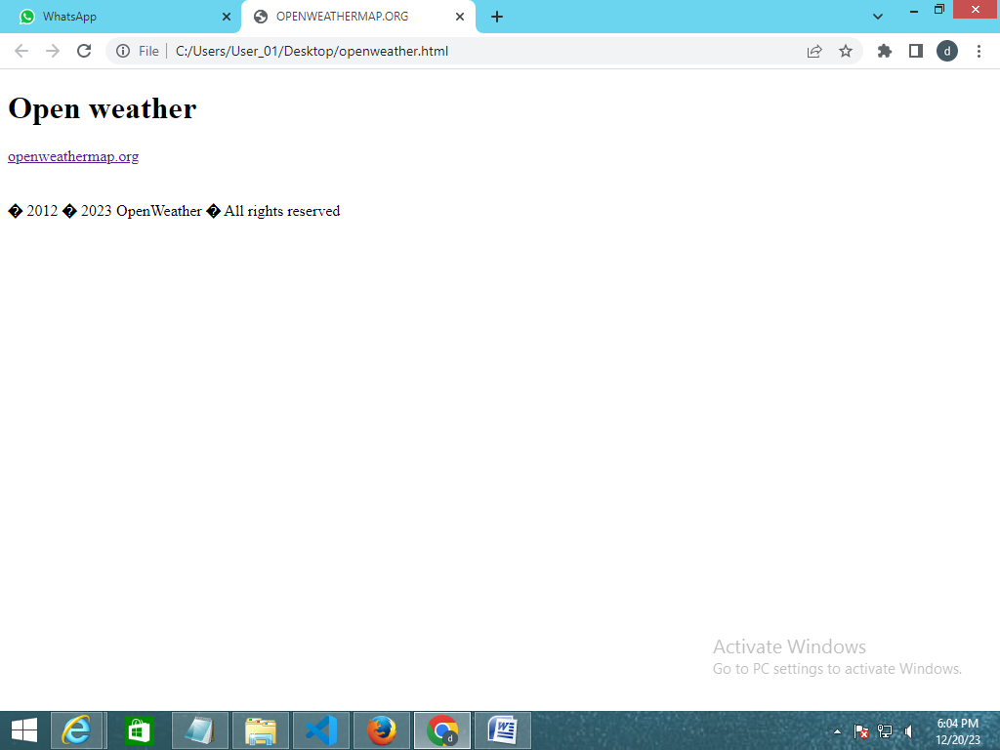 WhatsApp
OPENWEATHERMAP.ORG
File
C:/Users/User_01/Desktop/openweather.html
d
Open weather
openweathermap.org
� 2012 � 2023 OpenWeather � All rights reserved
Activate Windows
Go to PC settings to activate Windows.
d
6:04 PM
12/20/23